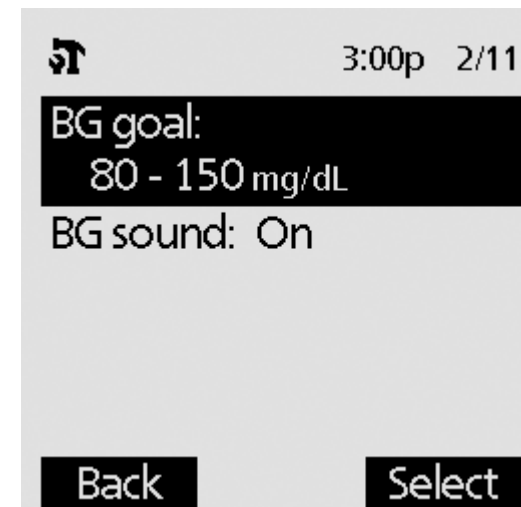 3:00p 2/11
BG goal:
80 - 150 mg/dL
BG sound: On
Back Select